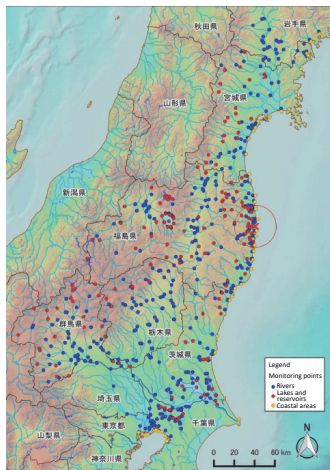 秋田県
岩手県
宮城県
山形県
新潟県
福島県
群馬県
栃木県
茨城県
埼玉県
東京都
千葉県
山梨県
神奈川県
Legend
Monitoring points
Rivers
Lakes and
reservoirs
Coastal areas
0 20 40 60 km